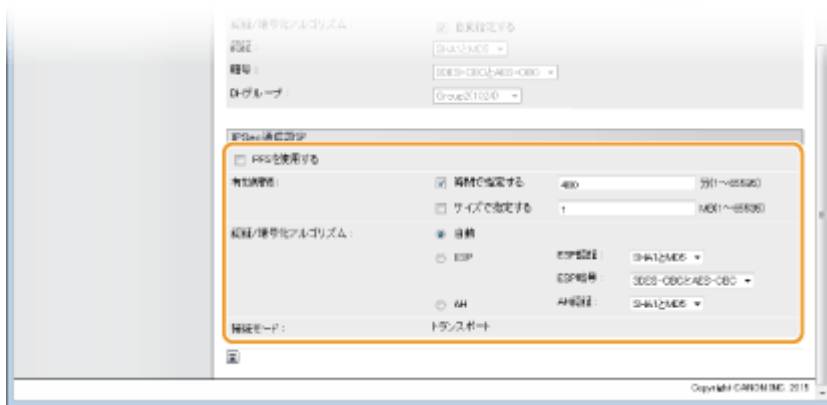 認証/暗号化アルゴリズム： 自動設定する
認証： SHA1とMD5
暗号： 3DES-CBCとAES-CBC
DHグループ： Group2(1024)
IPSec通信設定
PFSを使用する
有効期間： 時間で指定する 480 分(1～65535)
サイズで指定する 1 MB(1～65535)
認証/暗号化アルゴリズム： 自動
ESP ESP認証： SHA1とMD5
ESP暗号： 3DES-CBCとAES-CBC
AH AH認証： SHA1とMD5
接続モード： トランスポート
Copyright CANON INC. 2015